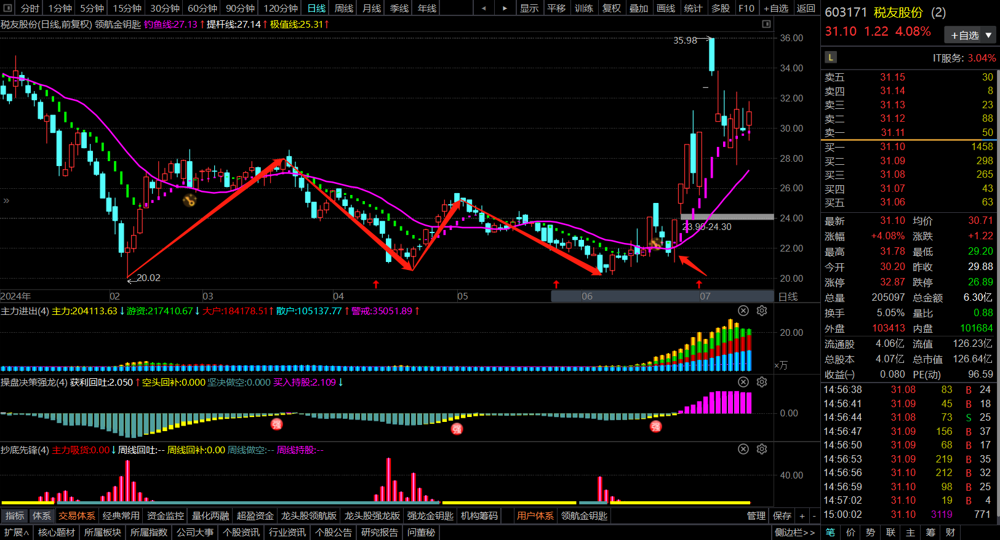 分时 1分钟 5分钟 15分钟 30分钟 60分钟 90分钟 120分钟 日线 周线 月线 季线 年线 显示 平移 训练 复权 叠加 画线 统计 多股 F10 +自选 返回
税友股份(日线,前复权) 领航金钥匙 钓鱼线:27.13↑提杆线:27.14↑极值线:25.31↑
36.00
35.98
34.00
32.00
30.00
28.00
26.00
24.00
23.90-24.30
22.00
20.02
20.00
»
2024年 02 03 04 05 06 07 日线
主力进出(4) 主力:204113.63↓游资:217410.67↓大户:184178.51↑散户:105137.77↑警戒:35051.89↑
20.00
×万
操盘决策强龙(4) 获利回吐:2.050↑空头回补:0.000 坚决做空:0.000 买入持股:2.109↓
0.00
强 强 强
抄底先锋(4) 主力吸货:0.00↓周线回吐:-- 周线回补:0.00 周线做空:-- 周线持股:--
40.00
指标 体系 交易体系 经典常用 资金监控 量化两融 超盈资金 龙头股领航版 龙头股强龙版 强龙金钥匙 机构筹码 用户体系 领航金钥匙 管理 保存 + -
扩展∧ 核心题材 所属板块 所属指数 公司大事 个股资讯 行业资讯 个股公告 研究报告 问董秘 侧边栏>>
603171 税友股份 (2)
31.10 1.22 4.08%
+自选 ▼
L IT服务: 3.04%
卖五 31.15 30
卖四 31.14 8
卖三 31.13 23
卖二 31.12 88
卖一 31.11 50
买一 31.10 1458
买二 31.09 298
买三 31.08 265
买四 31.07 43
买五 31.06 63
最新 31.10 均价 30.71
涨幅 +4.08% 涨跌 +1.22
最高 31.78 最低 29.20
今开 30.20 昨收 29.88
涨停 32.87 跌停 26.89
总量 205097 总金额 6.30亿
换手 5.05% 量比 0.88
外盘 103413 内盘 101684
流通股 4.06亿 流值 126.23亿
总股本 4.07亿 总市值 126.64亿
收益㈠ 0.080 PE(动) 96.59
14:56:38 31.08 83 B 24
14:56:41 31.09 45 B 18
14:56:44 31.08 73 S 25
14:56:47 31.09 156 B 37
14:56:50 31.09 68 B 17
14:56:53 31.09 219 B 35
14:56:56 31.10 212 B 32
14:56:59 31.10 98 B 25
14:57:02 31.10 19 B 4
15:00:02 31.10 3119 771
笔 价 势 联 主 筹 财